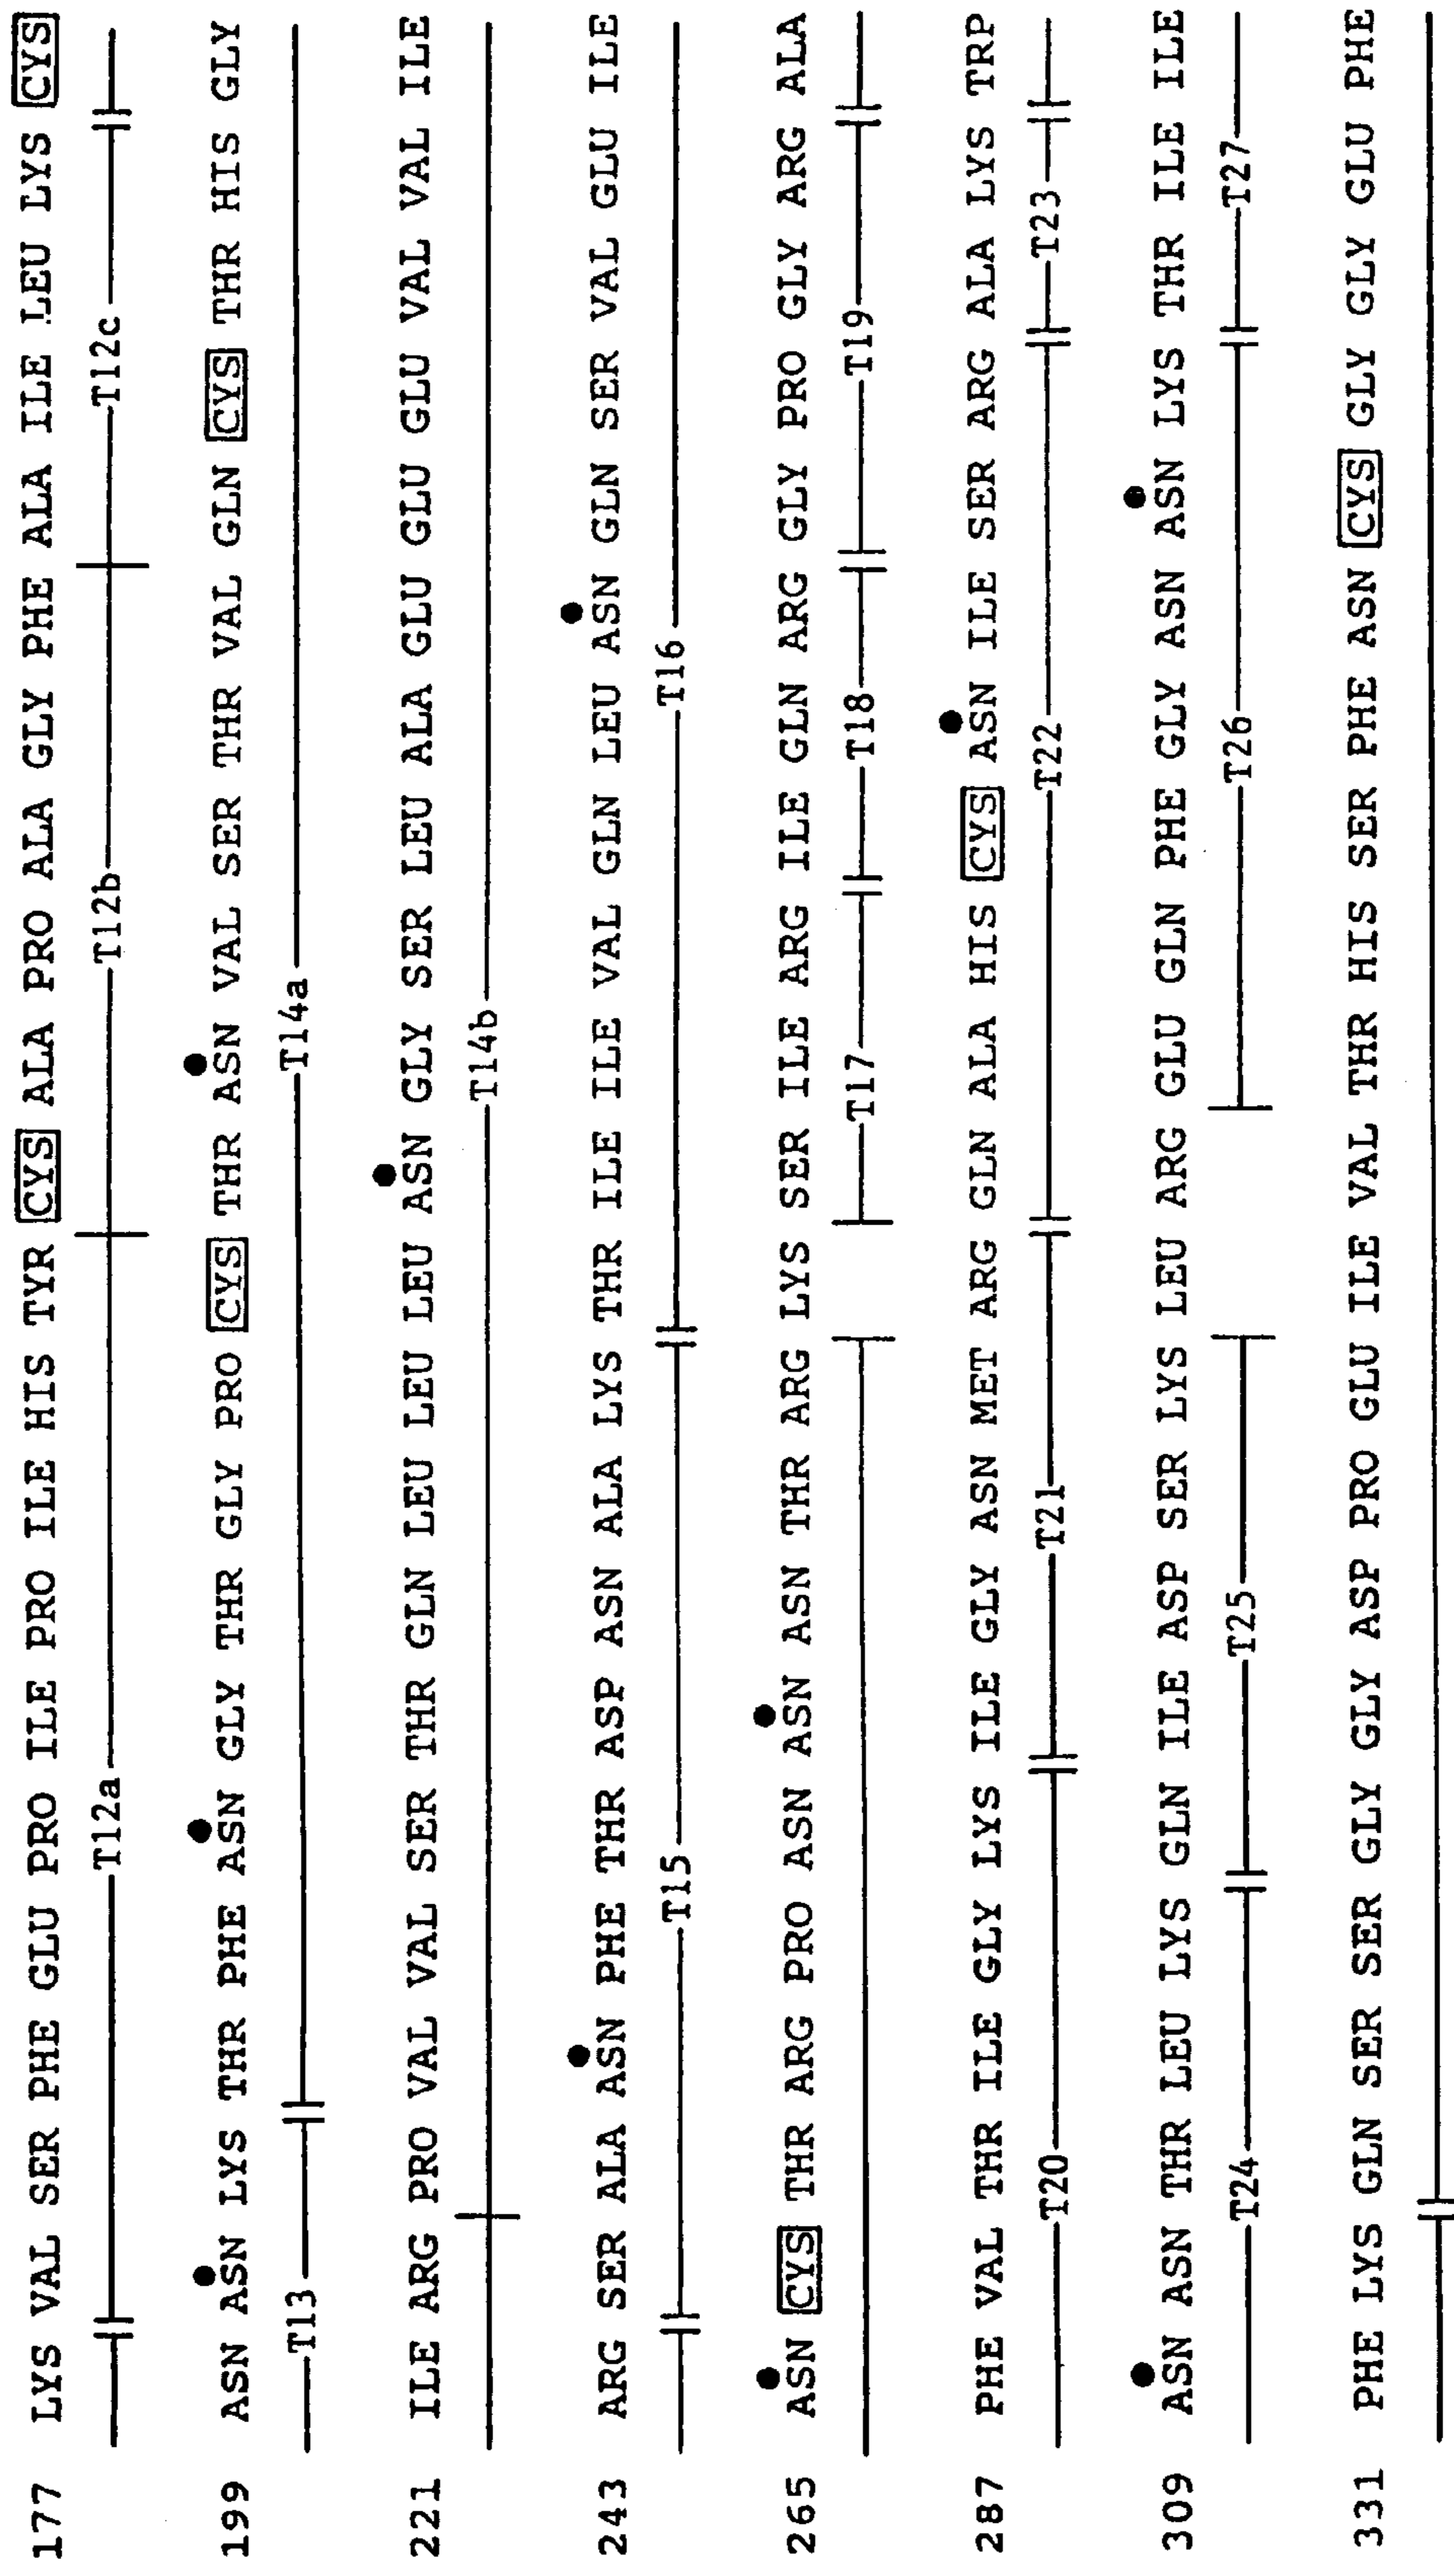 177 LYS VAL SER PHE GLU PRO ILE PRO ILE HIS TYR CYS ALA PRO ALA GLY PHE ALA ILE LEU LYS CYS
T12a T12b T12c
199 ASN ASN LYS THR PHE ASN GLY THR GLY PRO CYS THR ASN VAL SER THR VAL GLN CYS THR HIS GLY
T13 T14a
221 ILE ARG PRO VAL VAL SER THR GLN LEU LEU LEU ASN GLY SER LEU ALA GLU GLU GLU VAL VAL ILE
T14b
243 ARG SER ALA ASN PHE THR ASP ASN ALA LYS THR ILE ILE VAL GLN LEU ASN GLN SER VAL GLU ILE
T15 T16
265 ASN CYS THR ARG PRO ASN ASN ASN THR ARG LYS SER ILE ARG ILE GLN ARG GLY PRO GLY ARG ALA
T17 T18 T19
287 PHE VAL THR ILE GLY LYS ILE GLY ASN MET ARG GLN ALA HIS CYS ASN ILE SER ARG ALA LYS TRP
T20 T21 T22 T23
309 ASN ASN THR LEU LYS GLN ILE ASP SER LYS LEU ARG GLU GLN PHE GLY ASN ASN LYS THR ILE ILE
T24 T25 T26 T27
331 PHE LYS GLN SER SER GLY GLY ASP PRO GLU ILE VAL THR HIS SER PHE ASN CYS GLY GLY GLU PHE